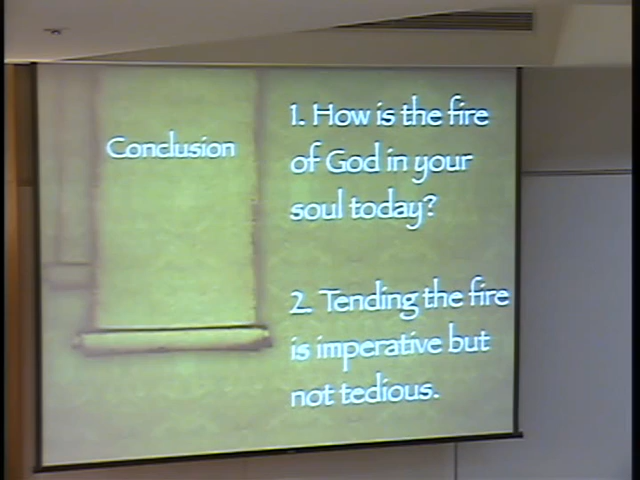 Conclusion
1. How is the fire
of God in your
soul today?
2. Tending the fire
is imperative but
not tedious.